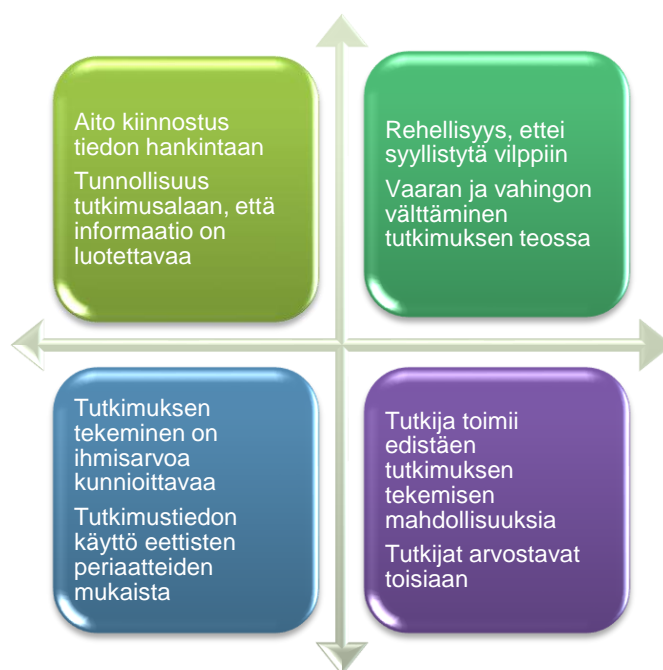 Aito kiinnostus
tiedon hankintaan
Tunnollisuus
tutkimusalaan, että
informaatio on
luotettavaa
Rehellisyys, ettei
syyllistytä vilppiin
Vaaran ja vahingon
välttäminen
tutkimuksen teossa
Tutkimuksen
tekeminen on
ihmisarvoa
kunnioittavaa
Tutkimustiedon
käyttö eettisten
periaatteiden
mukaista
Tutkija toimii
edistäen
tutkimuksen
tekemisen
mahdollisuuksia
Tutkijat arvostavat
toisiaan